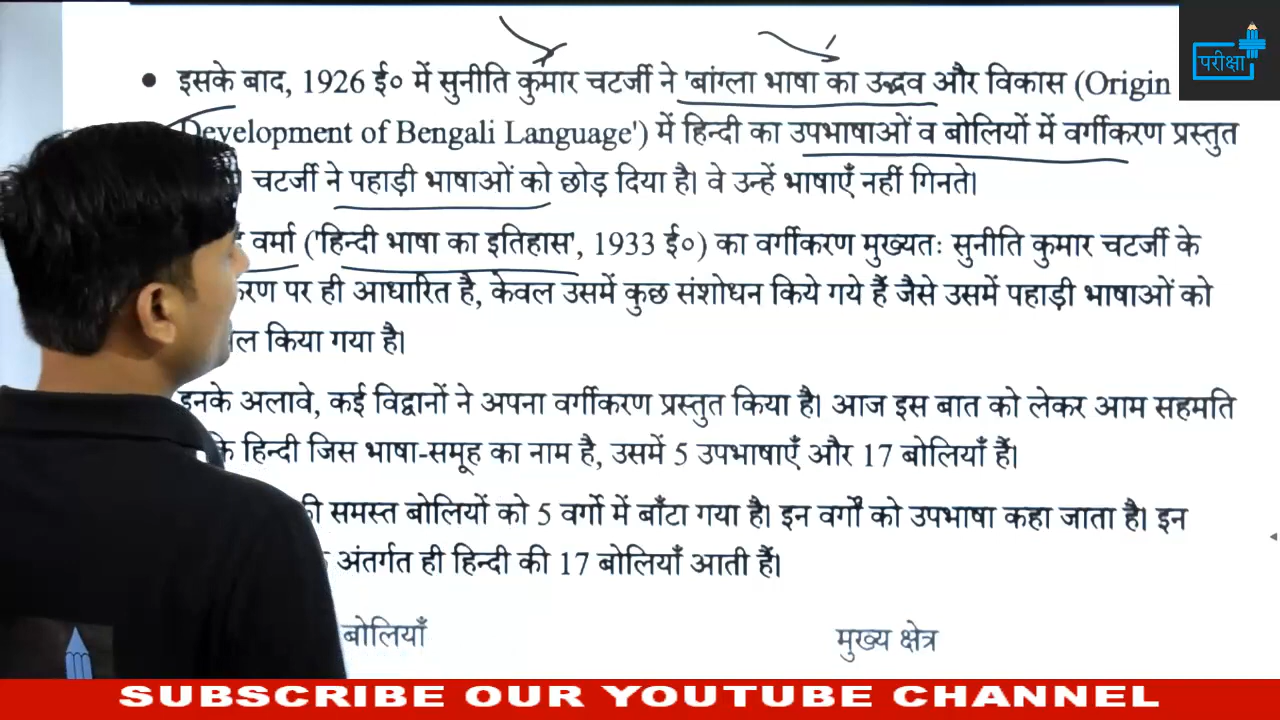 परीक्षा
• इसके बाद, 1926 ई० में सुनीति कुमार चटर्जी ने 'बांग्ला भाषा का उद्भव और विकास (Origin
Development of Bengali Language') में हिन्दी का उपभाषाओं व बोलियों में वर्गीकरण प्रस्तुत
चटर्जी ने पहाड़ी भाषाओं को छोड़ दिया है। वे उन्हें भाषाएँ नहीं गिनते।
वर्मा ('हिन्दी भाषा का इतिहास', 1933 ई०) का वर्गीकरण मुख्यतः सुनीति कुमार चटर्जी के
पर ही आधारित है, केवल उसमें कुछ संशोधन किये गये हैं जैसे उसमें पहाड़ी भाषाओं को
किया गया है।
इनके अलावे, कई विद्वानों ने अपना वर्गीकरण प्रस्तुत किया है। आज इस बात को लेकर आम सहमति
हिन्दी जिस भाषा-समूह का नाम है, उसमें 5 उपभाषाएँ और 17 बोलियाँ हैं।
समस्त बोलियों को 5 वर्गो में बाँटा गया है। इन वर्गों को उपभाषा कहा जाता है। इन
अंतर्गत ही हिन्दी की 17 बोलियाँ आती हैं।
बोलियाँ मुख्य क्षेत्र
SUBSCRIBE OUR YOUTUBE CHANNEL